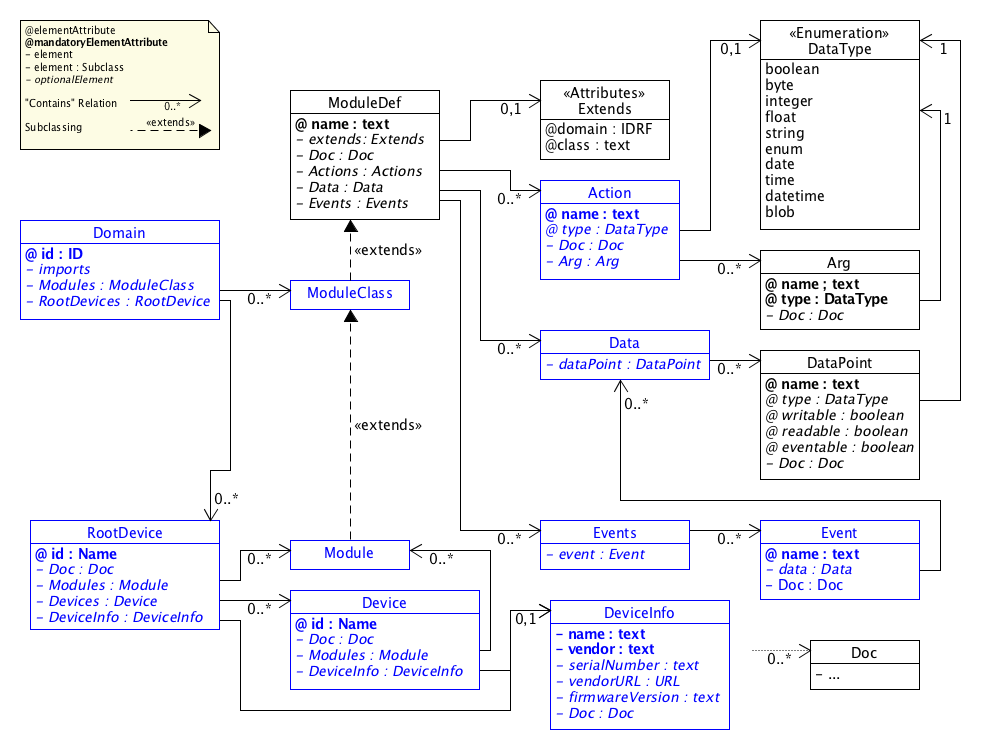 @elementAttribute
@mandatoryElementAttribute
– element
– element : Subclass
– optionalElement
"Contains" Relation
0..*
Subclassing
«extends»
ModuleDef
@ name : text
– extends: Extends
– Doc : Doc
– Actions : Actions
– Data : Data
– Events : Events
0,1
«Attributes»
Extends
@domain : IDRF
@class : text
0,1
«Enumeration»
DataType
boolean
byte
integer
float
string
enum
date
time
datetime
blob
1
1
0..*
Action
@ name : text
@ type : DataType
– Doc : Doc
– Arg : Arg
0..*
Arg
@ name ; text
@ type : DataType
– Doc : Doc
Domain
@ id : ID
– imports
– Modules : ModuleClass
– RootDevices : RootDevice
0..*
«extends»
ModuleClass
0..*
Data
– dataPoint : DataPoint
0..*
DataPoint
@ name : text
@ type : DataType
@ writable : boolean
@ readable : boolean
@ eventable : boolean
– Doc : Doc
0..*
«extends»
0..*
RootDevice
@ id : Name
– Doc : Doc
– Modules : Module
– Devices : Device
– DeviceInfo : DeviceInfo
0..*
Module
0..*
0..*
Events
– event : Event
0..*
Event
@ name : text
– data : Data
– Doc : Doc
0..*
Device
@ id : Name
– Doc : Doc
– Modules : Module
– DeviceInfo : DeviceInfo
0,1
DeviceInfo
– name : text
– vendor : text
– serialNumber : text
– vendorURL : URL
– firmwareVersion : text
– Doc : Doc
0..*
Doc
– ...